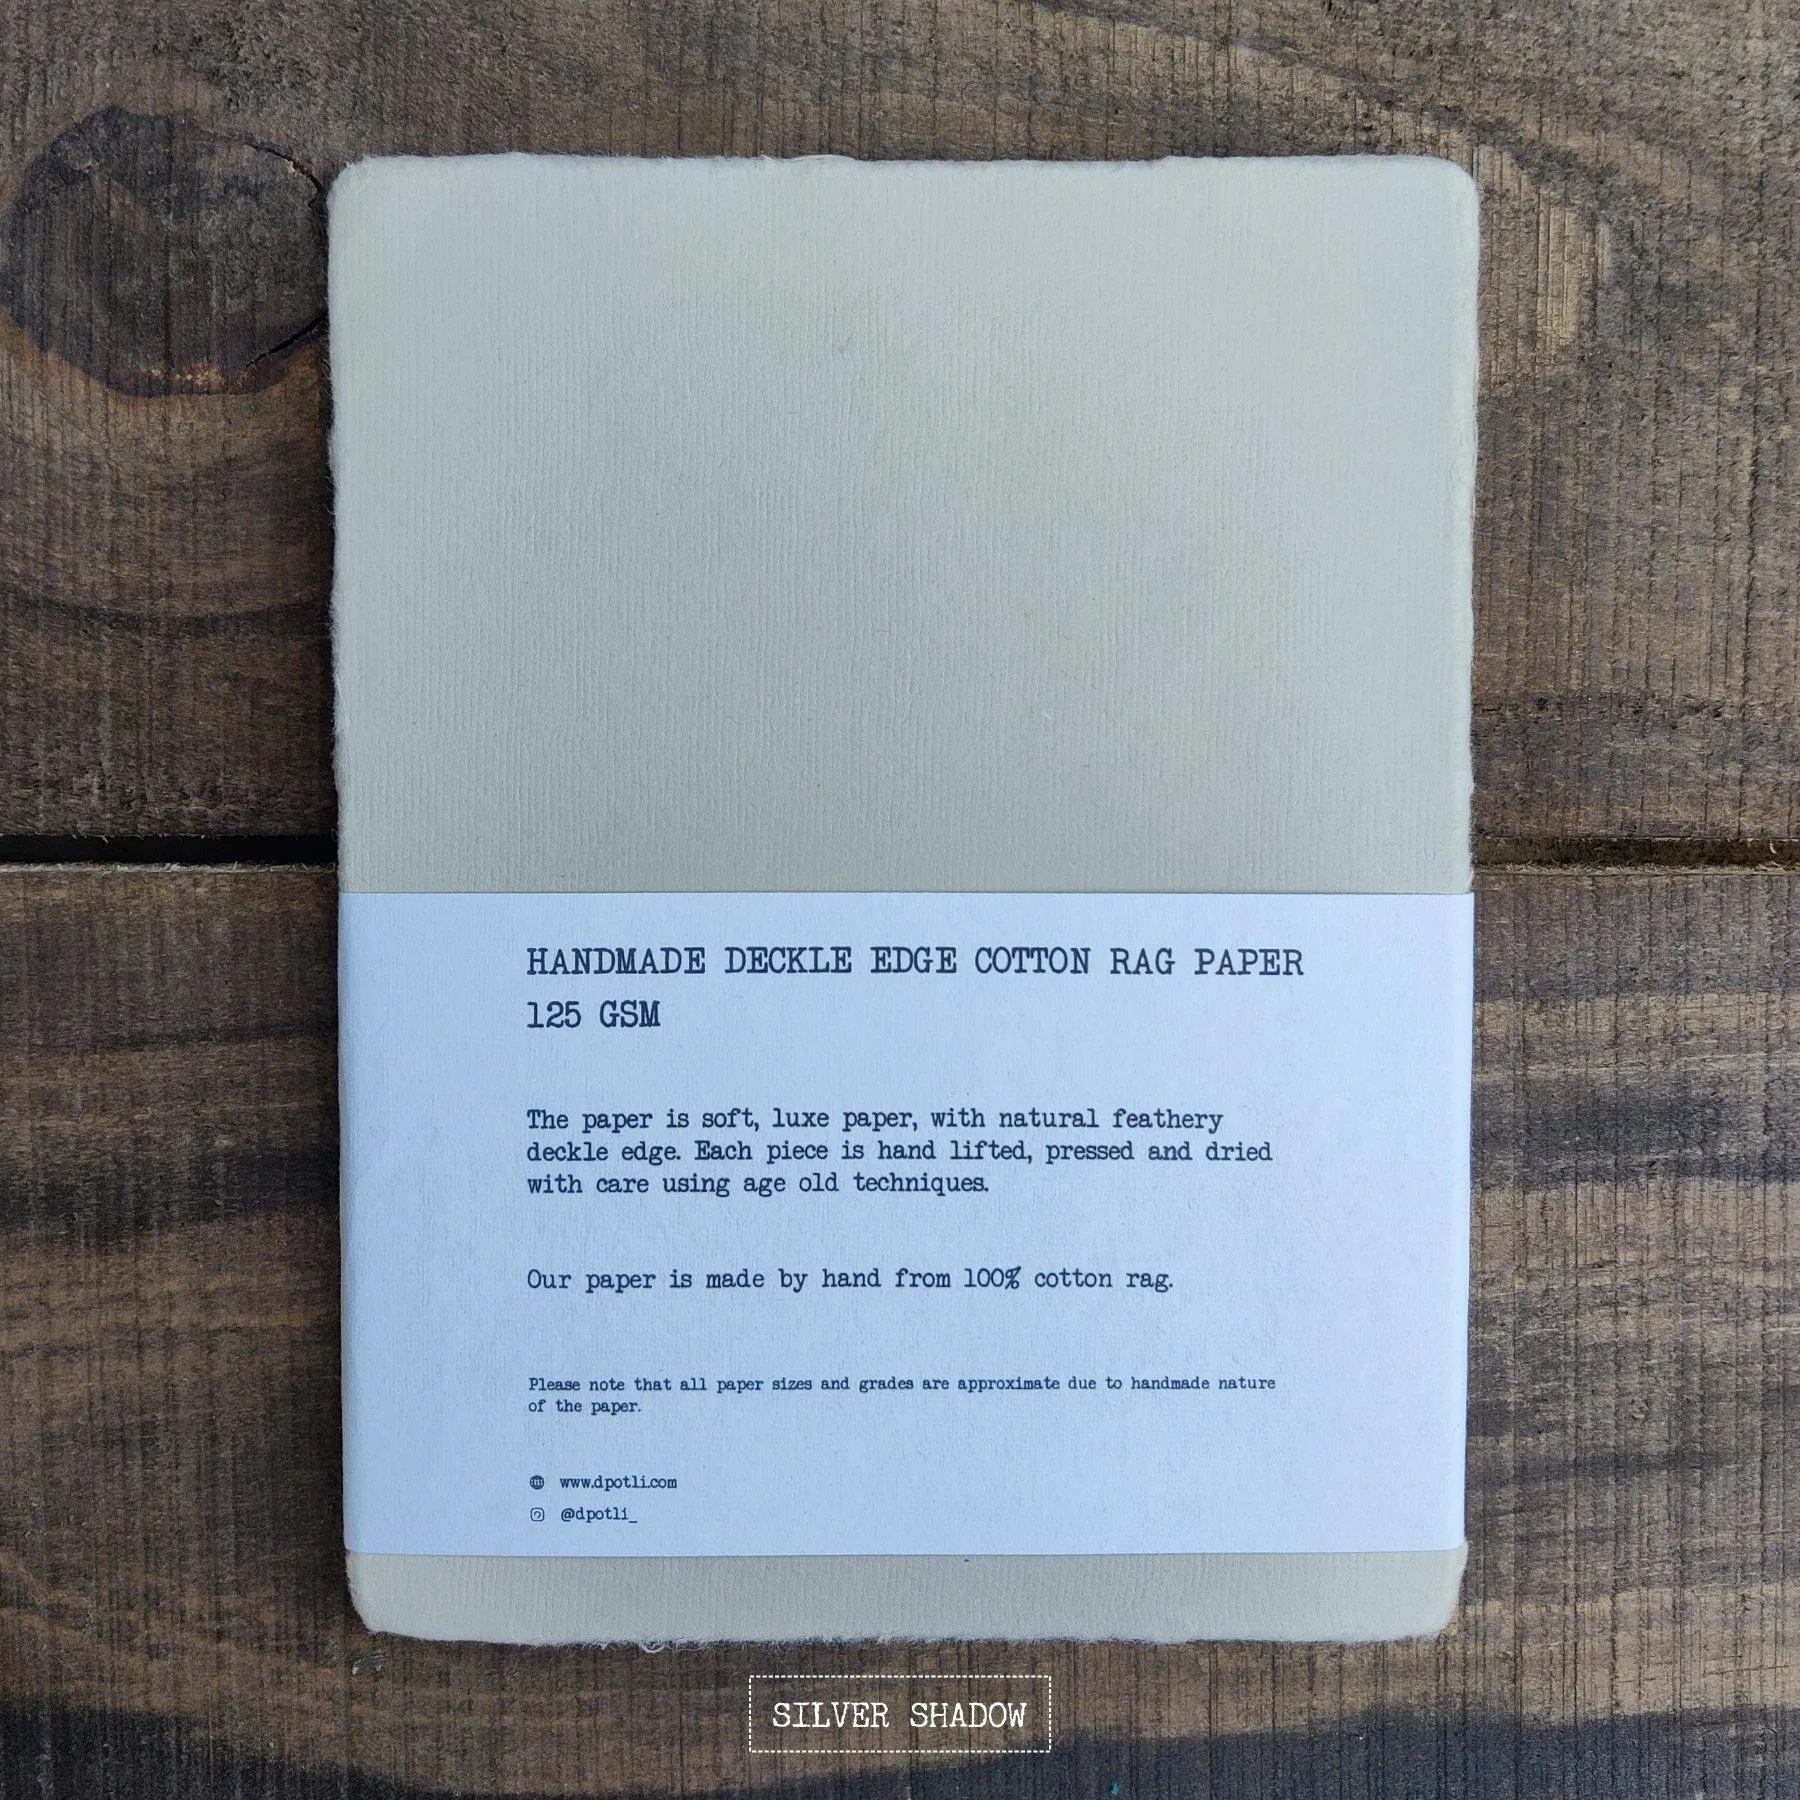 HANDMADE DECKLE EDGE COTTON RAG PAPER
125 GSM
The paper is soft, luxe paper, with natural feathery
deckle edge. Each piece is hand lifted, pressed and dried
with care using age old techniques.
Our paper is made by hand from 100% cotton rag.
Please note that all paper sizes and grades are approximate due to handmade nature
of the paper.
www.dpotli.com
@dpotli_
SILVER SHADOW